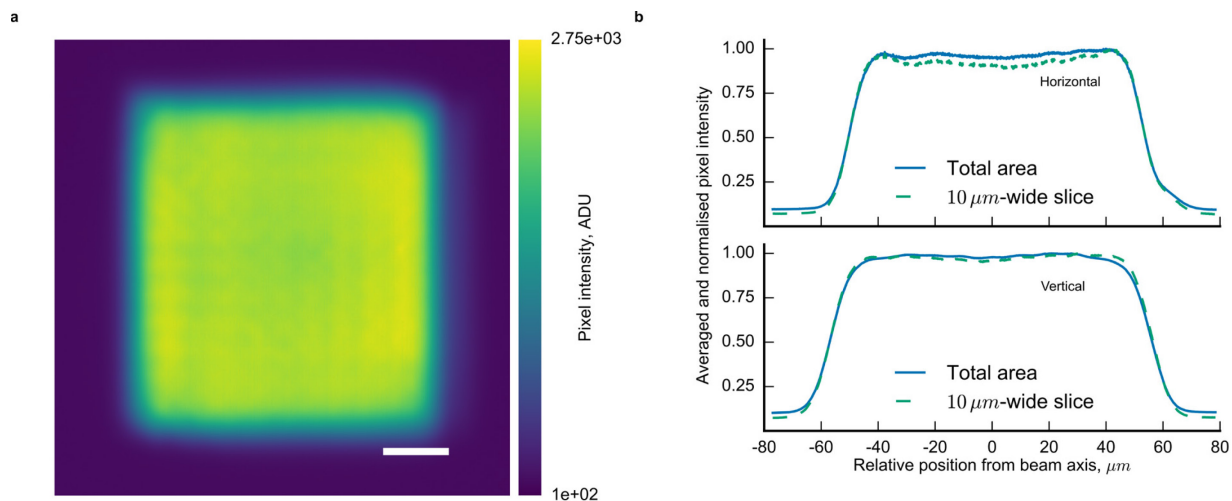 a
2.75e+03
Pixel intensity, ADU
1e+02
b
Averaged and normalised pixel intensity
1.00
0.75
0.50
0.25
Horizontal
Total area
10 μm-wide slice
1.00
0.75
0.50
0.25
Vertical
Total area
10 μm-wide slice
-80 -60 -40 -20 0 20 40 60 80
Relative position from beam axis, μm